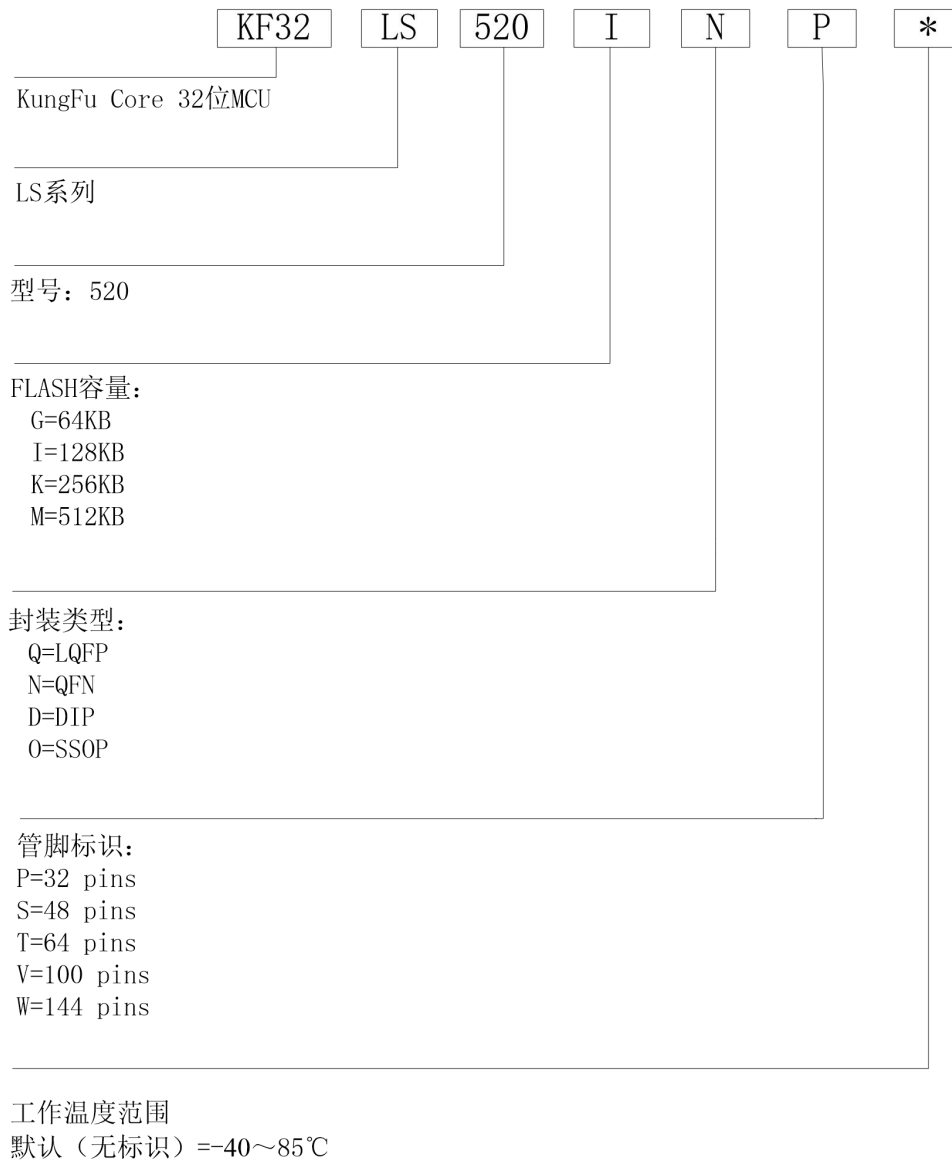 KF32 LS 520 I N P *
KungFu Core 32位MCU
LS系列
型号：520
FLASH容量：
G=64KB
I=128KB
K=256KB
M=512KB
封装类型：
Q=LQFP
N=QFN
D=DIP
O=SSOP
管脚标识：
P=32 pins
S=48 pins
T=64 pins
V=100 pins
W=144 pins
工作温度范围
默认（无标识）=-40～85℃